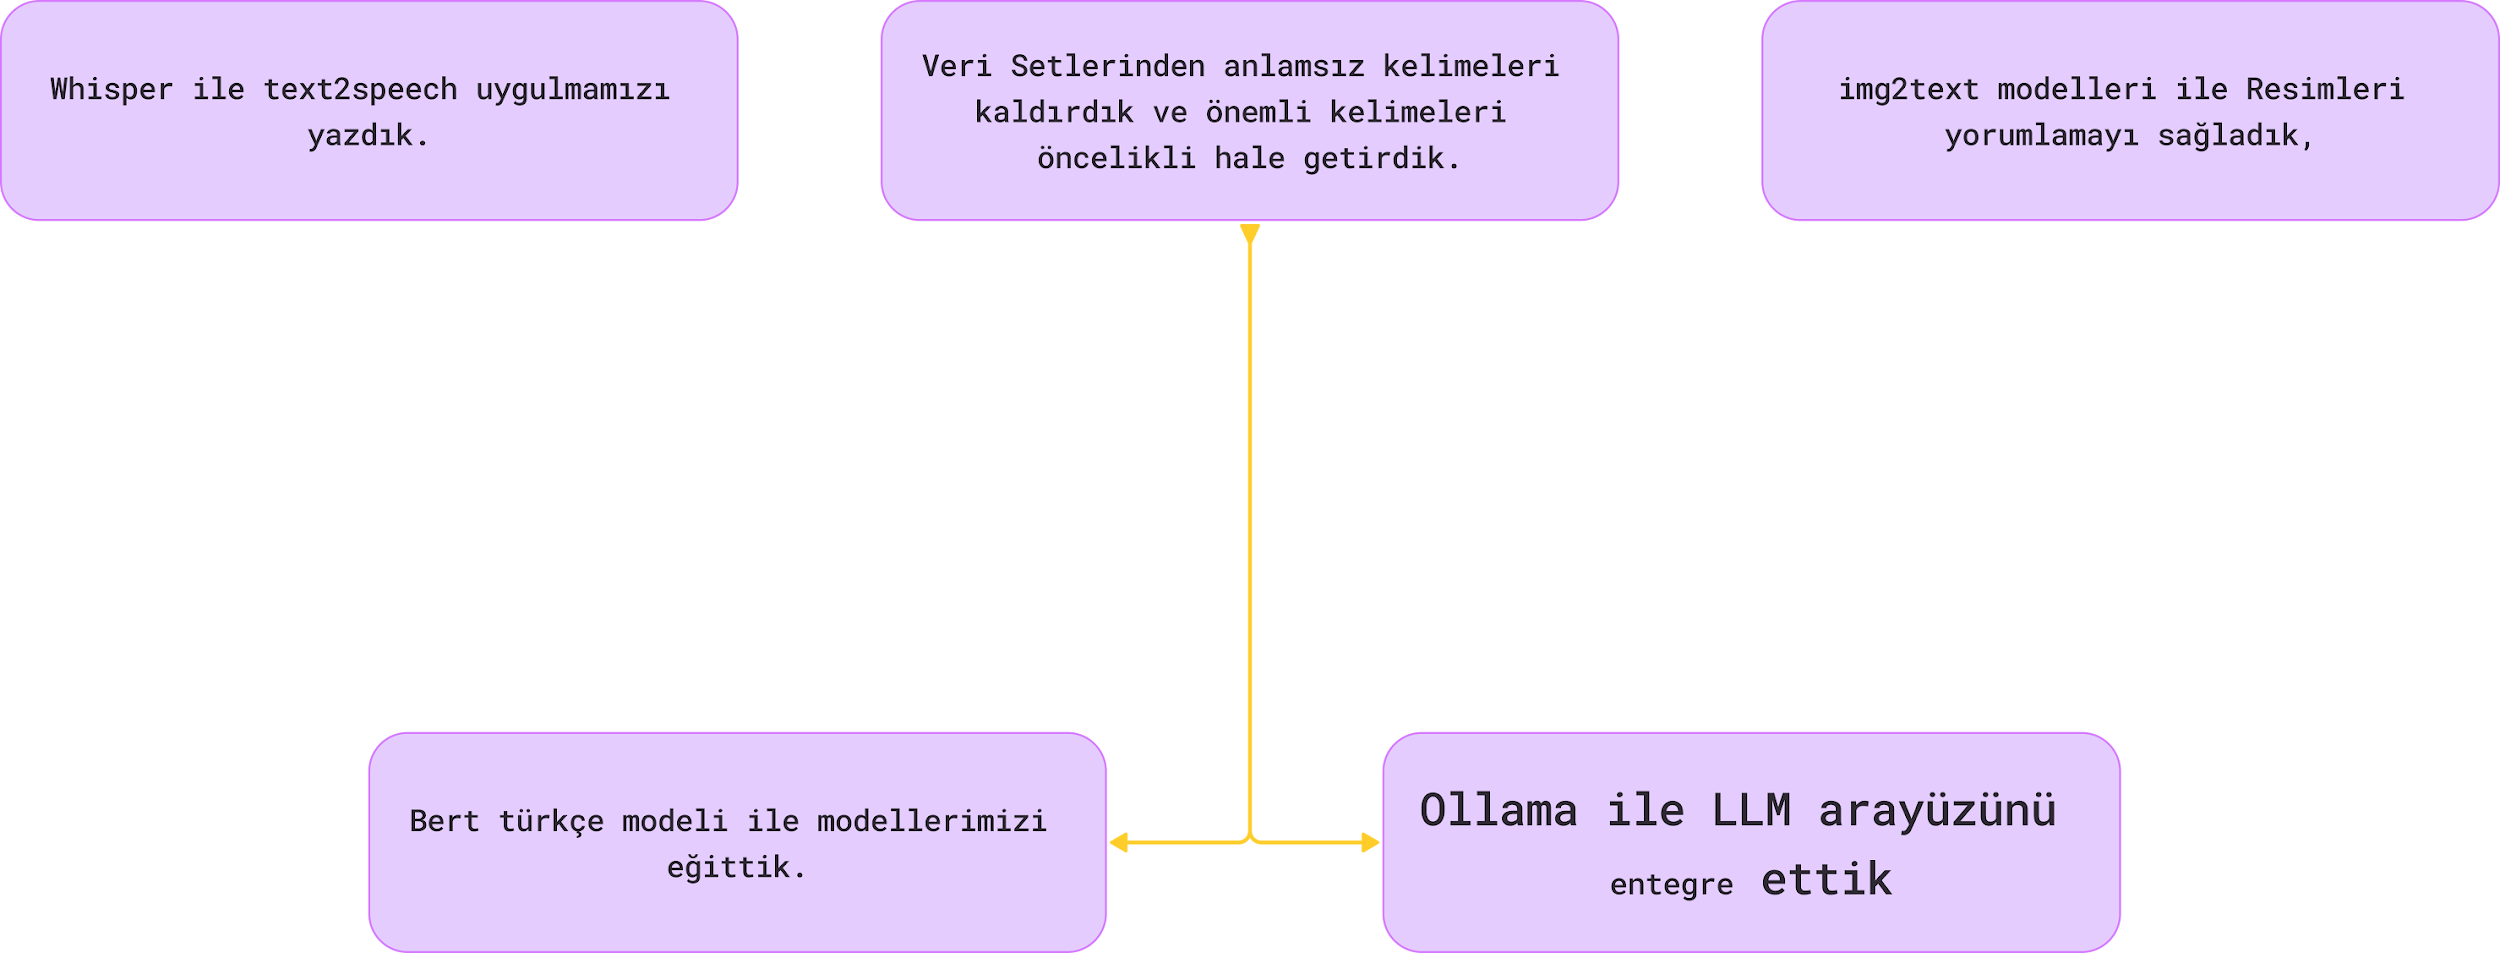 Whisper ile text2speech uygulmamızı
yazdık.
Veri Setlerinden anlamsız kelimeleri
kaldırdık ve önemli kelimeleri
öncelikli hale getirdik.
img2text modelleri ile Resimleri
yorumlamayı sağladık,
Bert türkçe modeli ile modellerimizi
eğittik.
Ollama ile LLM arayüzünü
entegre ettik